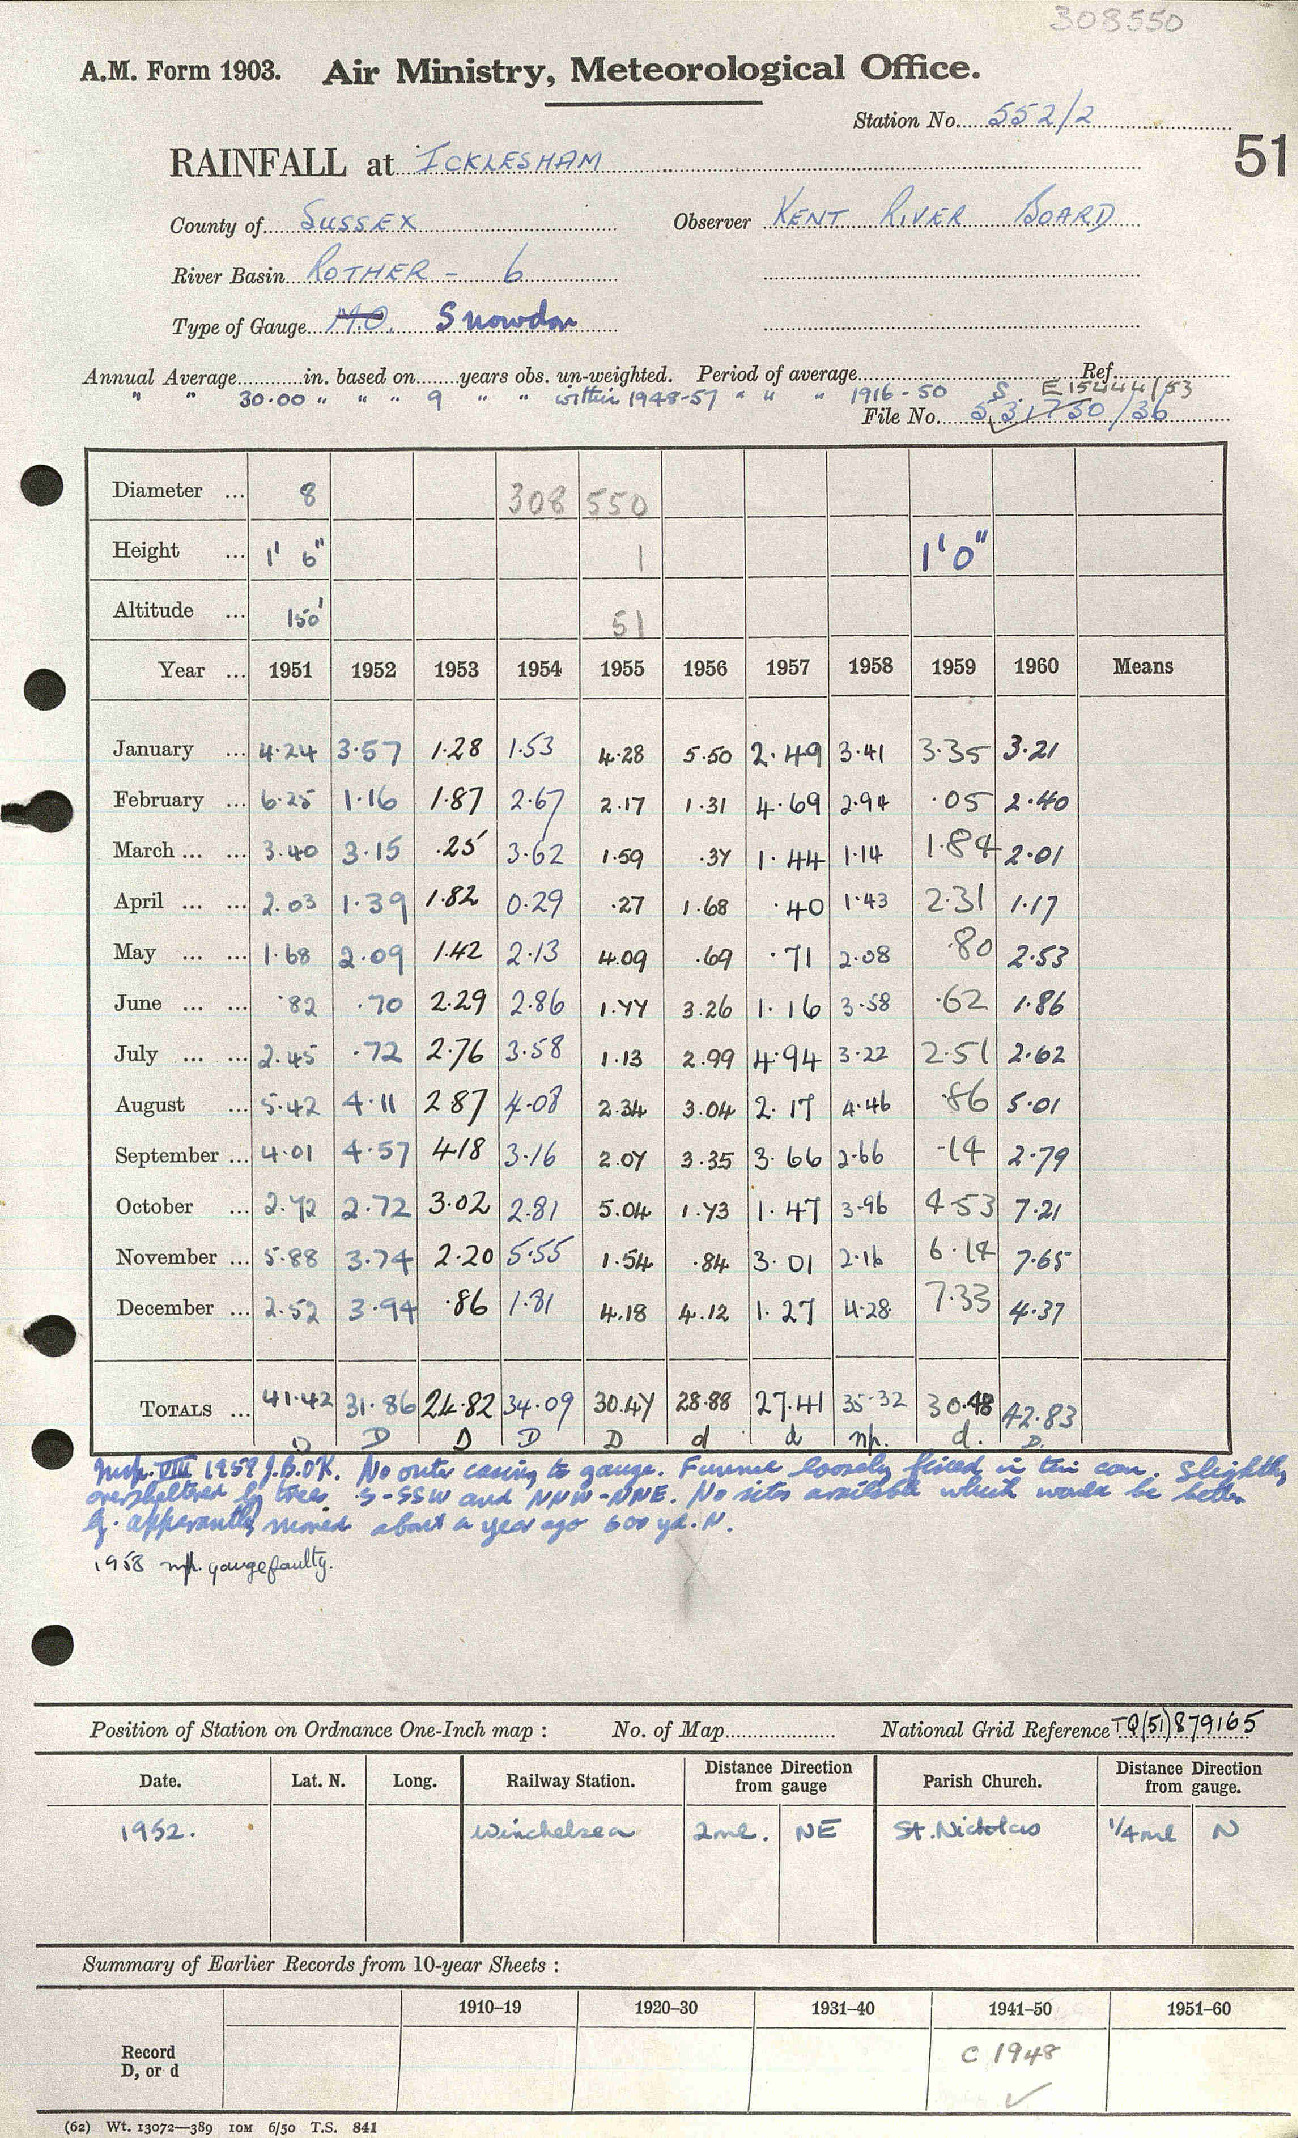 308550
A.M. Form 1903. Air Ministry, Meteorological Office.
Station No. 552/2
51
RAINFALL at ICKLESHAM
County of SUSSEX Observer KENT RIVER BOARD
River Basin ROTHER - 6
Type of Gauge M.O. Snowdon
Annual Average in. based on years obs. un-weighted. Period of average Ref.
" " 30.00 " " " " 9 " " within 1948-57 " " " 1916-50 S. E15444/53
File No. S.31750/36
Diameter ... 8 308 550
Height ... 1' 6" 1 1'0"
Altitude ... 150' 51
Year ... 1951 1952 1953 1954 1955 1956 1957 1958 1959 1960 Means
January ... 4.24 3.57 1.28 1.53 4.28 5.50 2.49 3.41 3.35 3.21
February ... 6.25 1.16 1.87 2.67 2.17 1.31 4.69 2.94 .05 2.40
March ... ... 3.40 3.15 .25 3.62 1.59 .37 1.44 1.14 1.84 2.01
April ... ... 2.03 1.39 1.82 0.29 .27 1.68 .40 1.43 2.31 1.17
May ... ... 1.68 2.09 1.42 2.13 4.09 .69 .71 2.08 .80 2.53
June ... ... .82 .70 2.29 2.86 1.77 3.26 1.16 3.58 .62 1.86
July ... ... 2.45 .72 2.76 3.58 1.13 2.99 4.94 3.22 2.51 2.62
August ... 5.42 4.11 2 87 4.08 2.34 3.04 2.17 4.46 .86 5.01
September ... 4.01 4.57 4.18 3.16 2.07 3.35 3.66 2.66 .14 2.79
October ... 2.72 2.72 3.02 2.81 5.04 1.73 1.47 3.96 4.53 7.21
November ... 5.88 3.74 2.20 5.55 1.54 .84 3.01 2.16 6.14 7.65
December ... 2.52 3.94 .86 1.81 4.18 4.12 1.27 4.28 7.33 4.37
TOTALS ... 41.42 31.86 24.82 34.09 30.47 28.88 27.41 35.32 30.48 42.83
D D D D D d d np. d. D.
Insp. VIII 1958 J.B.O'K. No outer casing to gauge. Funnel loosely fixed in thin can. Slightly
oversheltered by trees S-SSW and NNW-NNE. No site available which would be better
G. apparently moved about a year ago 600 yd. N.
1958 np. gauge faulty.
Position of Station on Ordnance One-Inch map : No. of Map National Grid Reference TQ(51)879165
Date. Lat. N. Long. Railway Station. Distance Direction from gauge Parish Church. Distance Direction from gauge.
1952. Winchelsea 2ml. NE St. Nicholas 1/4ml N
Summary of Earlier Records from 10-year Sheets :
1910–19 1920–30 1931–40 1941–50 1951–60
Record
D, or d
C 1948
(62) Wt. 13072—389 10M 6/50 T.S. 841